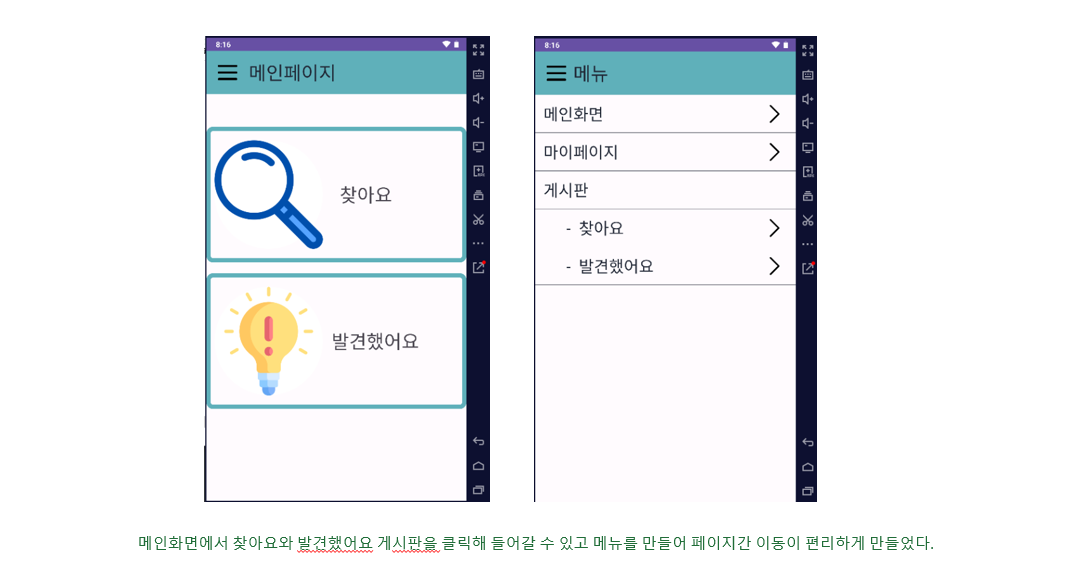 8:16
메인페이지
찾아요
발견했어요
8:16
메뉴
메인화면
마이페이지
게시판
- 찾아요
- 발견했어요
메인화면에서 찾아요와 발견했어요 게시판을 클릭해 들어갈 수 있고 메뉴를 만들어 페이지간 이동이 편리하게 만들었다.